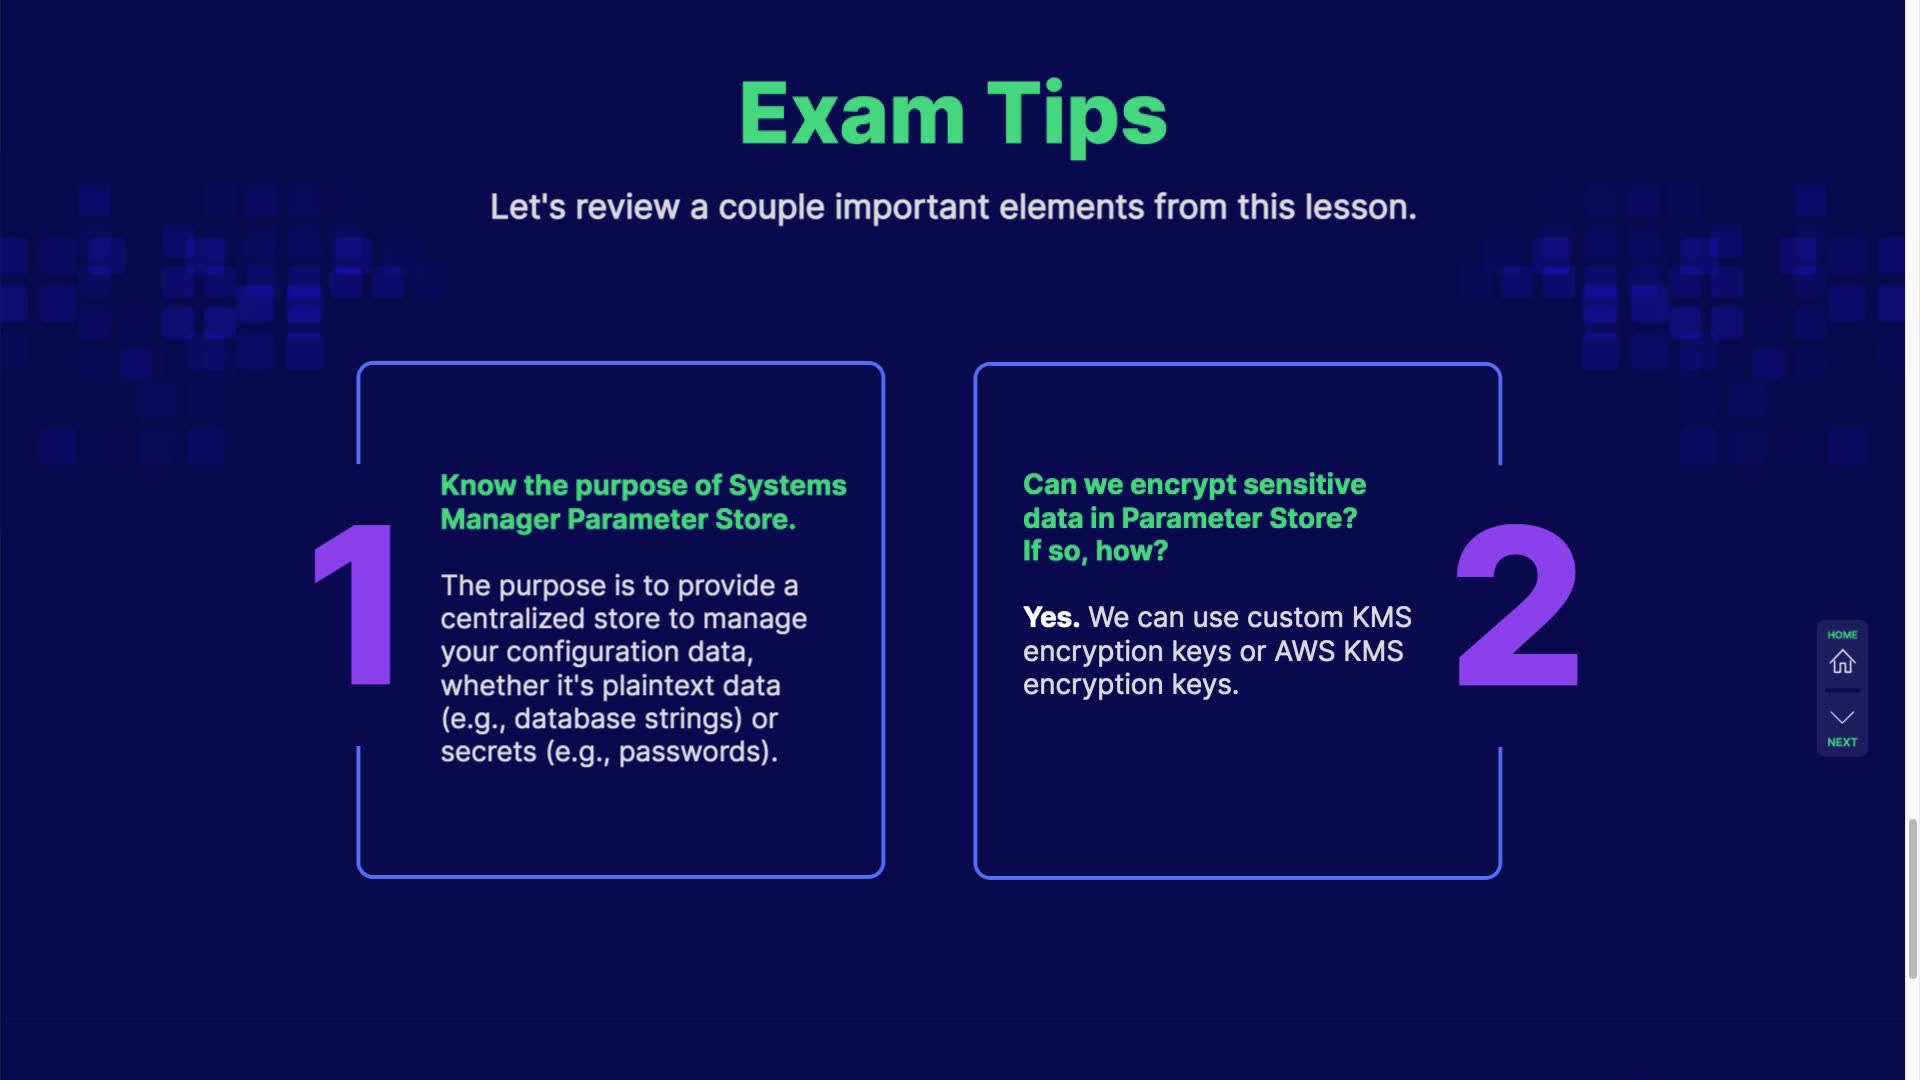 Exam Tips
Let's review a couple important elements from this lesson.
1
Know the purpose of Systems
Manager Parameter Store.
The purpose is to provide a
centralized store to manage
your configuration data,
whether it's plaintext data
(e.g., database strings) or
secrets (e.g., passwords).
Can we encrypt sensitive
data in Parameter Store?
If so, how?
Yes. We can use custom KMS
encryption keys or AWS KMS
encryption keys.
2
HOME
NEXT